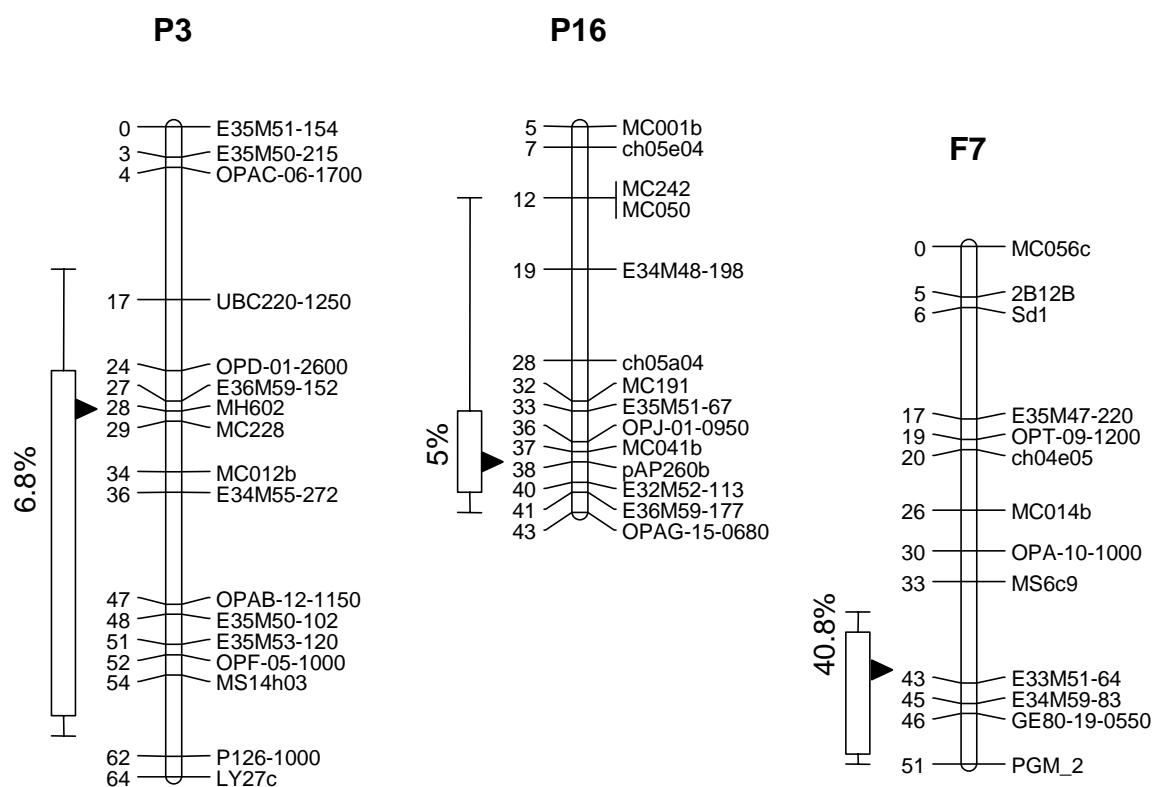 P3
0 E35M51-154
3 E35M50-215
4 OPAC-06-1700
17 UBC220-1250
24 OPD-01-2600
27 E36M59-152
28 MH602
29 MC228
34 MC012b
36 E34M55-272
47 OPAB-12-1150
48 E35M50-102
51 E35M53-120
52 OPF-05-1000
54 MS14h03
62 P126-1000
64 LY27c
6.8%
P16
5 MC001b
7 ch05e04
12 MC242
MC050
19 E34M48-198
28 ch05a04
32 MC191
33 E35M51-67
36 OPJ-01-0950
37 MC041b
38 pAP260b
40 E32M52-113
41 E36M59-177
43 OPAG-15-0680
5%
F7
0 MC056c
5 2B12B
6 Sd1
17 E35M47-220
19 OPT-09-1200
20 ch04e05
26 MC014b
30 OPA-10-1000
33 MS6c9
43 E33M51-64
45 E34M59-83
46 GE80-19-0550
51 PGM_2
40.8%